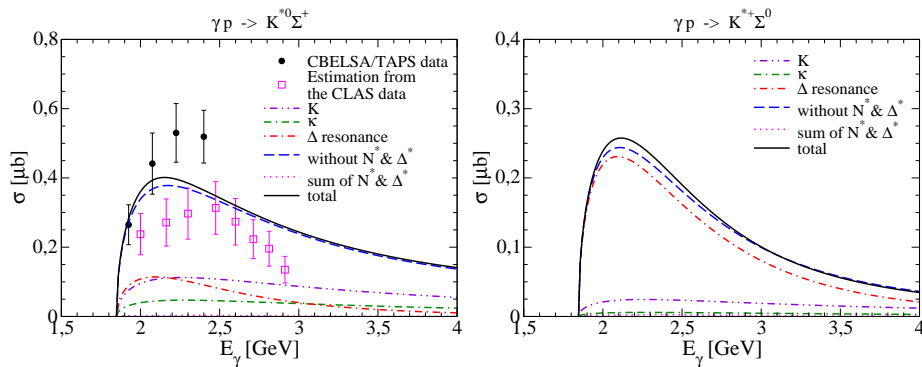 γ p -> K*0Σ+
0,8
0,6
0,4
0,2
0
σ [μb]
CBELSA/TAPS data
Estimation from
the CLAS data
K
κ
Δ resonance
without N* & Δ*
sum of N* & Δ*
total
1,5 2 2,5 3 3,5 4
Eγ [GeV]
γ p -> K*+Σ0
0,4
0,3
0,2
0,1
0
σ [μb]
K
κ
Δ resonance
without N* & Δ*
sum of N* & Δ*
total
1,5 2 2,5 3 3,5 4
Eγ [GeV]